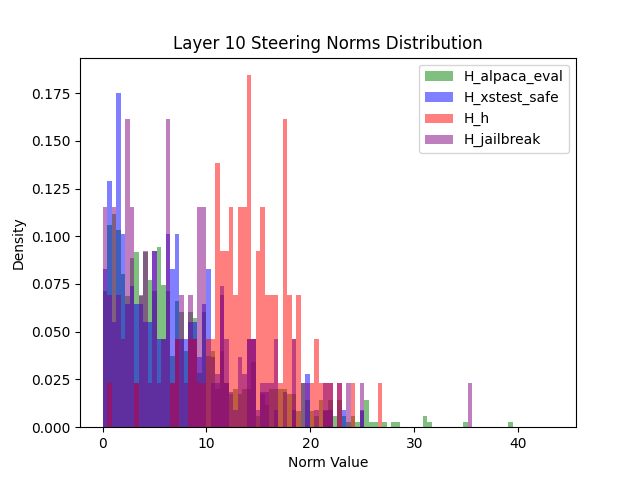 Layer 10 Steering Norms Distribution
H_alpaca_eval
H_xstest_safe
H_h
H_jailbreak
0.175
0.150
0.125
0.100
0.075
0.050
0.025
0.000
Density
0 10 20 30 40
Norm Value